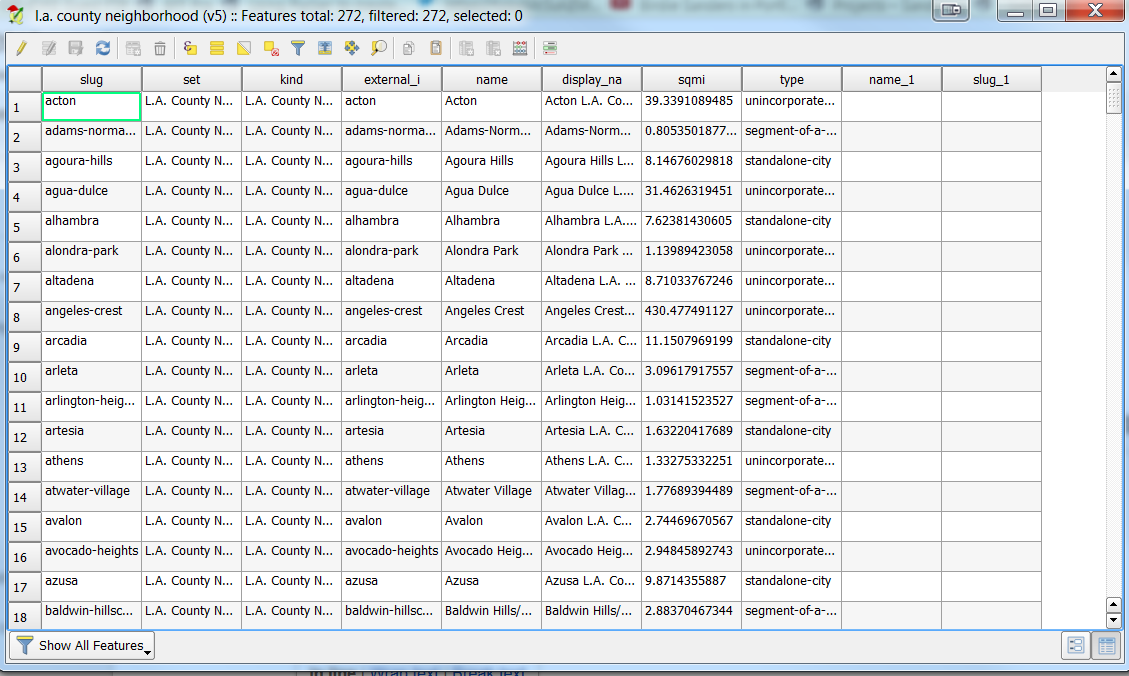 l.a. county neighborhood (v5) :: Features total: 272, filtered: 272, selected: 0
slug set kind external_i name display_na sqmi type name_1 slug_1
1 acton L.A. County N... L.A. County N... acton Acton Acton L.A. Co... 39.3391089485 unincorporate...
2 adams-norma... L.A. County N... L.A. County N... adams-norma... Adams-Norm... Adams-Norm... 0.8053501877... segment-of-a-...
3 agoura-hills L.A. County N... L.A. County N... agoura-hills Agoura Hills Agoura Hills L... 8.14676029818 standalone-city
4 agua-dulce L.A. County N... L.A. County N... agua-dulce Agua Dulce Agua Dulce L.... 31.4626319451 unincorporate...
5 alhambra L.A. County N... L.A. County N... alhambra Alhambra Alhambra L.A.... 7.62381430605 standalone-city
6 alondra-park L.A. County N... L.A. County N... alondra-park Alondra Park Alondra Park ... 1.13989423058 unincorporate...
7 altadena L.A. County N... L.A. County N... altadena Altadena Altadena L.A. ... 8.71033767246 unincorporate...
8 angeles-crest L.A. County N... L.A. County N... angeles-crest Angeles Crest Angeles Crest... 430.477491127 unincorporate...
9 arcadia L.A. County N... L.A. County N... arcadia Arcadia Arcadia L.A. C... 11.1507969199 standalone-city
10 arleta L.A. County N... L.A. County N... arleta Arleta Arleta L.A. Co... 3.09617917557 segment-of-a-...
11 arlington-heig... L.A. County N... L.A. County N... arlington-heig... Arlington Heig... Arlington Heig... 1.03141523527 segment-of-a-...
12 artesia L.A. County N... L.A. County N... artesia Artesia Artesia L.A. C... 1.63220417689 standalone-city
13 athens L.A. County N... L.A. County N... athens Athens Athens L.A. C... 1.33275332251 unincorporate...
14 atwater-village L.A. County N... L.A. County N... atwater-village Atwater Village Atwater Villag... 1.77689394489 segment-of-a-...
15 avalon L.A. County N... L.A. County N... avalon Avalon Avalon L.A. C... 2.74469670567 standalone-city
16 avocado-heights L.A. County N... L.A. County N... avocado-heights Avocado Heig... Avocado Heig... 2.94845892743 unincorporate...
17 azusa L.A. County N... L.A. County N... azusa Azusa Azusa L.A. Co... 9.8714355887 standalone-city
18 baldwin-hillsc... L.A. County N... L.A. County N... baldwin-hillsc... Baldwin Hills/... Baldwin Hills/... 2.88370467344 segment-of-a-...
Show All Features